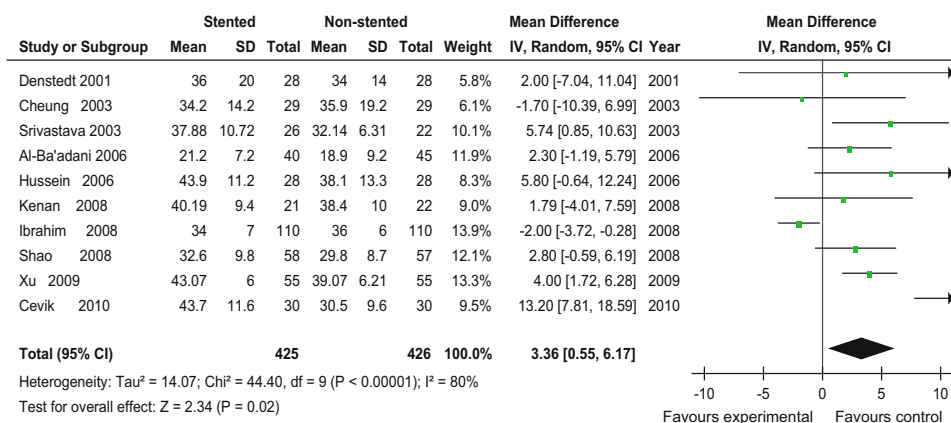 Stented Non-stented Mean Difference Mean Difference
Study or Subgroup Mean SD Total Mean SD Total Weight IV, Random, 95% CI Year IV, Random, 95% CI
Denstedt 2001 36 20 28 34 14 28 5.8% 2.00 [-7.04, 11.04] 2001
Cheung 2003 34.2 14.2 29 35.9 19.2 29 6.1% -1.70 [-10.39, 6.99] 2003
Srivastava 2003 37.88 10.72 26 32.14 6.31 22 10.1% 5.74 [0.85, 10.63] 2003
Al-Ba'adani 2006 21.2 7.2 40 18.9 9.2 45 11.9% 2.30 [-1.19, 5.79] 2006
Hussein 2006 43.9 11.2 28 38.1 13.3 28 8.3% 5.80 [-0.64, 12.24] 2006
Kenan 2008 40.19 9.4 21 38.4 10 22 9.0% 1.79 [-4.01, 7.59] 2008
Ibrahim 2008 34 7 110 36 6 110 13.9% -2.00 [-3.72, -0.28] 2008
Shao 2008 32.6 9.8 58 29.8 8.7 57 12.1% 2.80 [-0.59, 6.19] 2008
Xu 2009 43.07 6 55 39.07 6.21 55 13.3% 4.00 [1.72, 6.28] 2009
Cevik 2010 43.7 11.6 30 30.5 9.6 30 9.5% 13.20 [7.81, 18.59] 2010
Total (95% CI) 425 426 100.0% 3.36 [0.55, 6.17]
Heterogeneity: Tau² = 14.07; Chi² = 44.40, df = 9 (P < 0.00001); I² = 80%
Test for overall effect: Z = 2.34 (P = 0.02)
-10 -5 0 5 10
Favours experimental Favours control